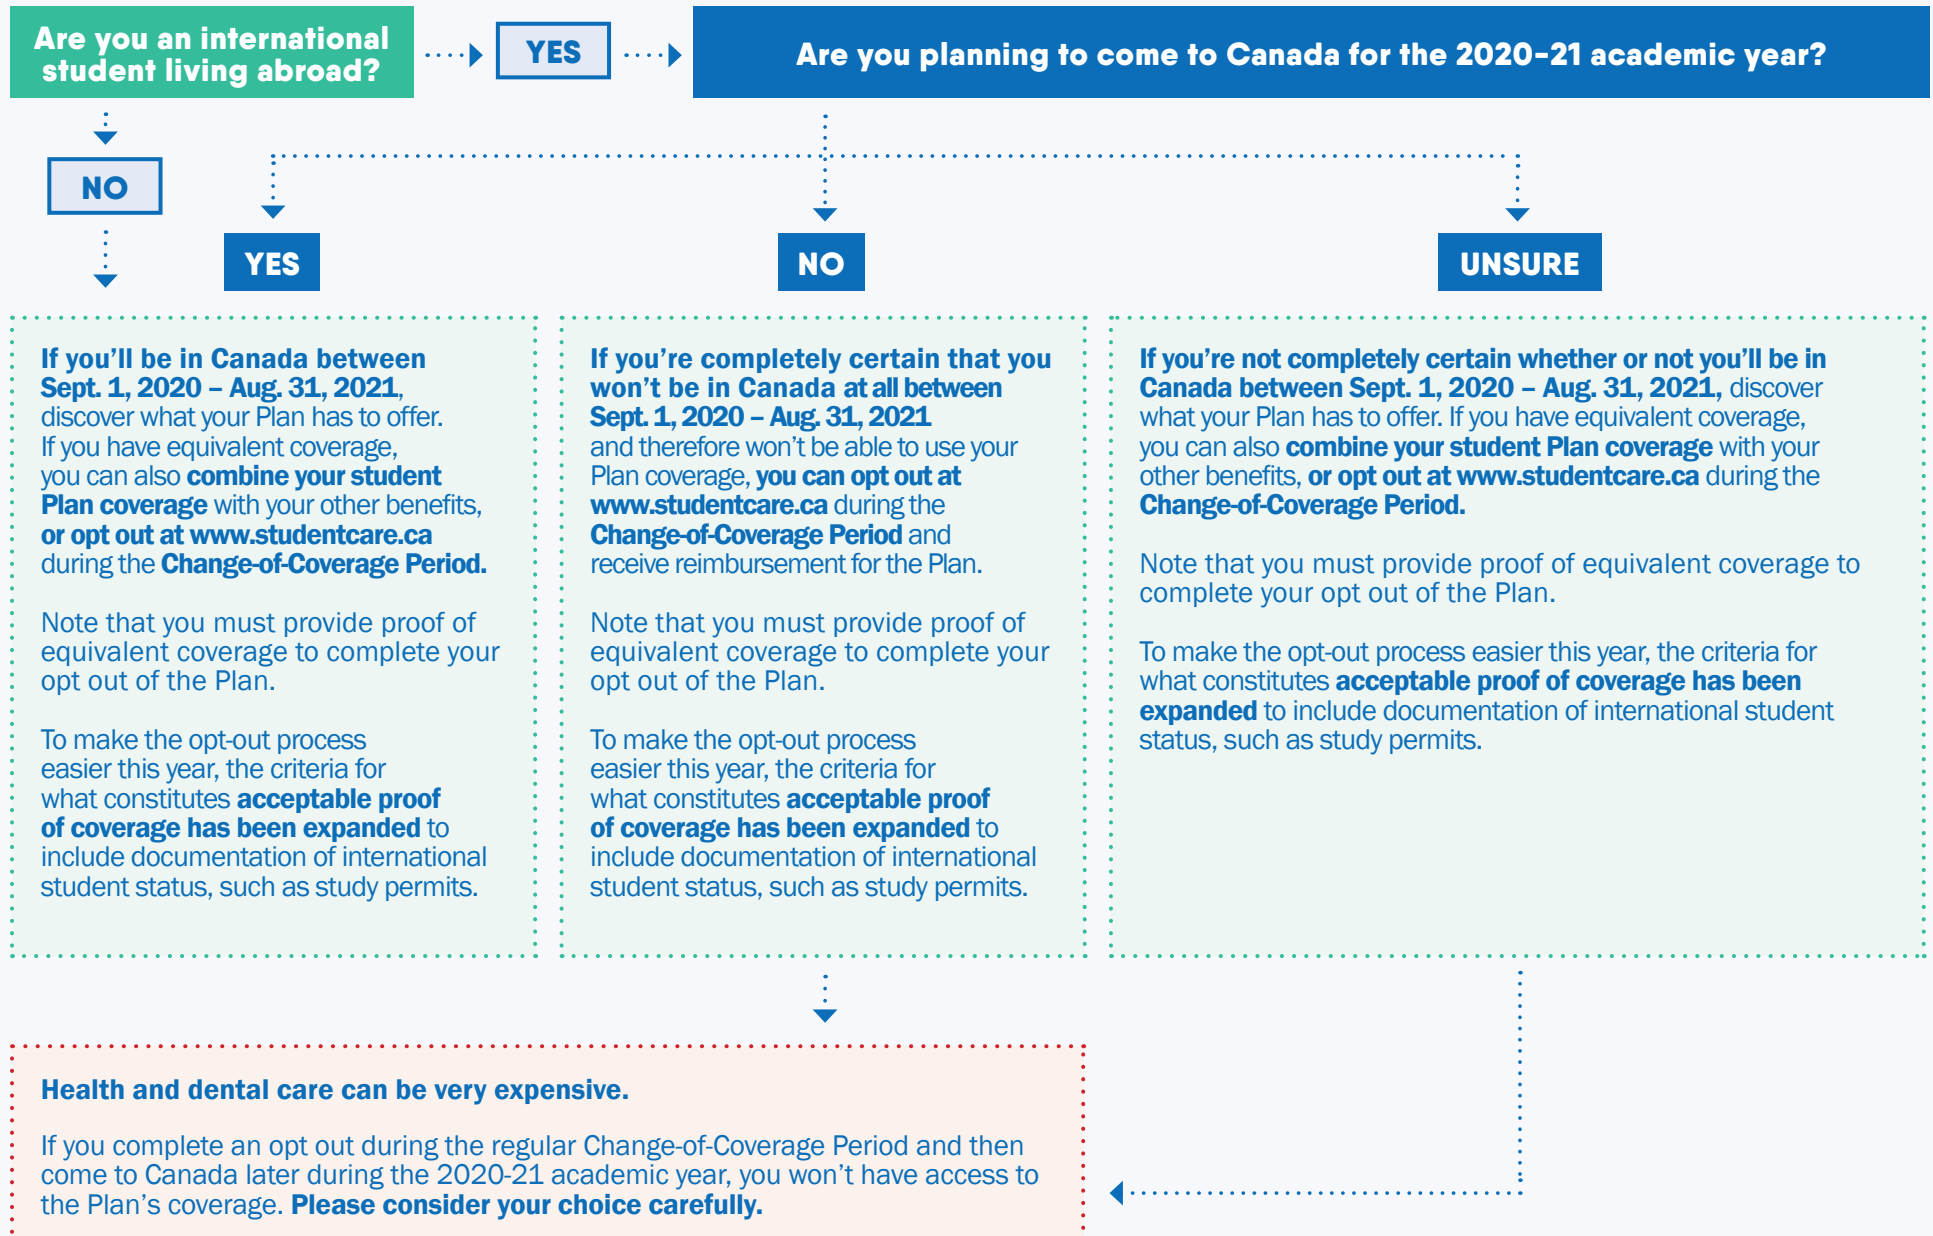 Are you an international
student living abroad?
YES
Are you planning to come to Canada for the 2020-21 academic year?
NO
YES
NO
UNSURE
If you'll be in Canada between
Sept. 1, 2020 – Aug. 31, 2021,
discover what your Plan has to offer.
If you have equivalent coverage,
you can also combine your student
Plan coverage with your other benefits,
or opt out at www.studentcare.ca
during the Change-of-Coverage Period.
Note that you must provide proof of
equivalent coverage to complete your
opt out of the Plan.
To make the opt-out process
easier this year, the criteria for
what constitutes acceptable proof
of coverage has been expanded to
include documentation of international
student status, such as study permits.
If you're completely certain that you
won't be in Canada at all between
Sept. 1, 2020 – Aug. 31, 2021
and therefore won't be able to use your
Plan coverage, you can opt out at
www.studentcare.ca during the
Change-of-Coverage Period and
receive reimbursement for the Plan.
Note that you must provide proof of
equivalent coverage to complete your
opt out of the Plan.
To make the opt-out process
easier this year, the criteria for
what constitutes acceptable proof
of coverage has been expanded to
include documentation of international
student status, such as study permits.
If you're not completely certain whether or not you'll be in
Canada between Sept. 1, 2020 – Aug. 31, 2021, discover
what your Plan has to offer. If you have equivalent coverage,
you can also combine your student Plan coverage with your
other benefits, or opt out at www.studentcare.ca during the
Change-of-Coverage Period.
Note that you must provide proof of equivalent coverage to
complete your opt out of the Plan.
To make the opt-out process easier this year, the criteria for
what constitutes acceptable proof of coverage has been
expanded to include documentation of international student
status, such as study permits.
Health and dental care can be very expensive.
If you complete an opt out during the regular Change-of-Coverage Period and then
come to Canada later during the 2020-21 academic year, you won't have access to
the Plan's coverage. Please consider your choice carefully.